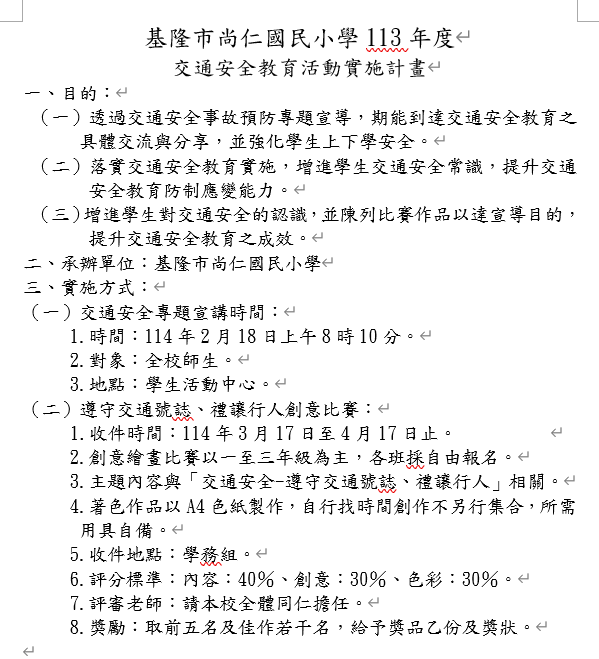 基隆市尚仁國民小學 113 年度
交通安全教育活動實施計畫
一、目的：
（一）透過交通安全事故預防專題宣導，期能到達交通安全教育之
具體交流與分享，並強化學生上下學安全。
（二）落實交通安全教育實施，增進學生交通安全常識，提升交通
安全教育防制應變能力。
（三）增進學生對交通安全的認識，並陳列比賽作品以達宣導目的，
提升交通安全教育之成效。
二、承辦單位：基隆市尚仁國民小學
三、實施方式：
（一）交通安全專題宣講時間：
1.時間：114 年 2 月 18 日上午 8 時 10 分。
2.對象：全校師生。
3.地點：學生活動中心。
（二）遵守交通號誌、禮讓行人創意比賽：
1.收件時間：114 年 3 月 17 日至 4 月 17 日止。
2.創意繪畫比賽以一至三年級為主，各班採自由報名。
3.主題內容與「交通安全-遵守交通號誌、禮讓行人」相關。
4.著色作品以 A4 色紙製作，自行找時間創作不另行集合，所需
用具自備。
5.收件地點：學務組。
6.評分標準：內容：40%、創意：30%、色彩：30%。
7.評審老師：請本校全體同仁擔任。
8.獎勵：取前五名及佳作若干名，給予獎品乙份及獎狀。